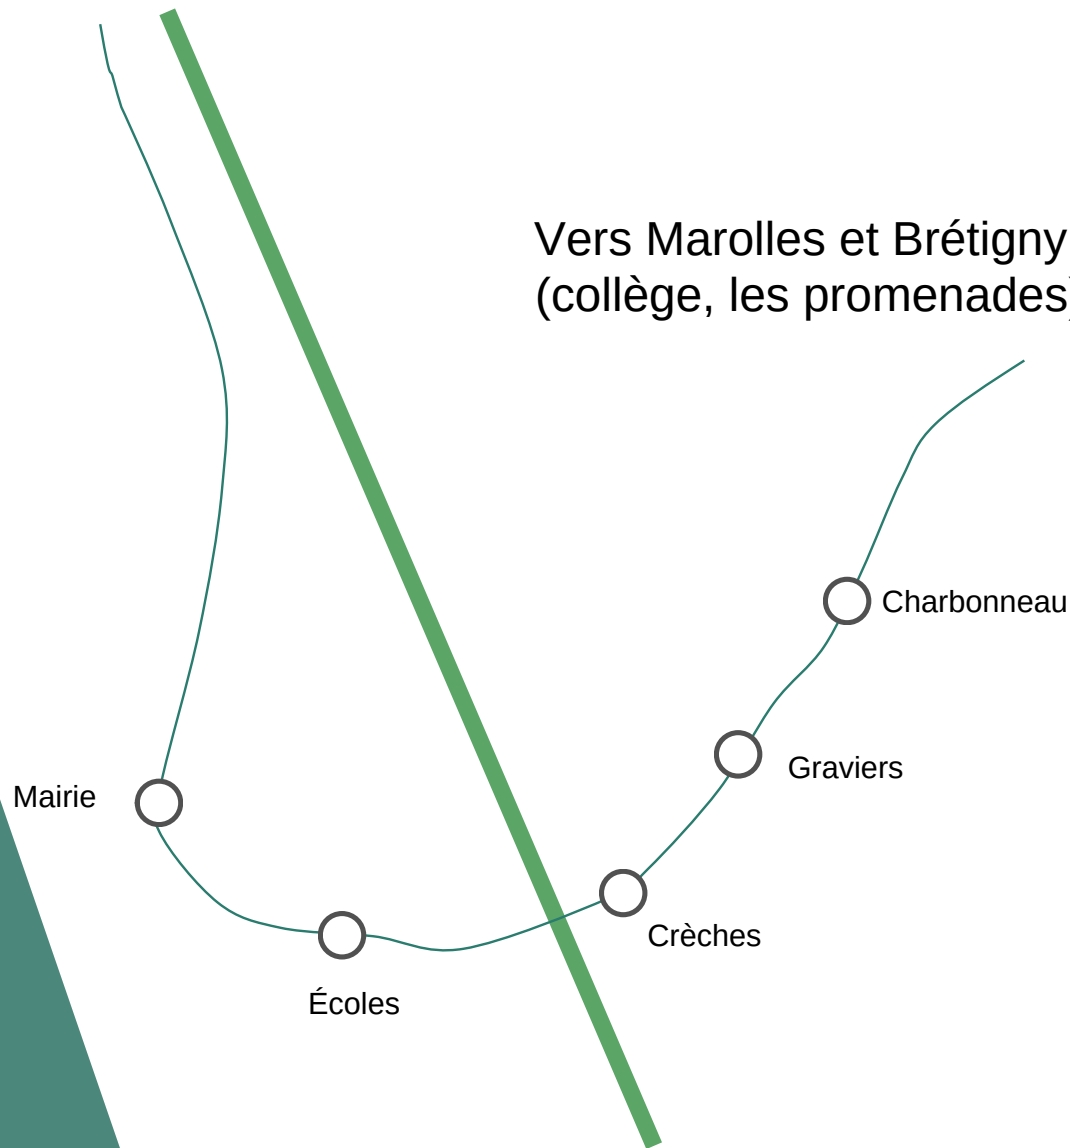 Vers Marolles et Brétigny
(collège, les promenades)
Charbonneau
Graviers
Mairie
Crèches
Écoles